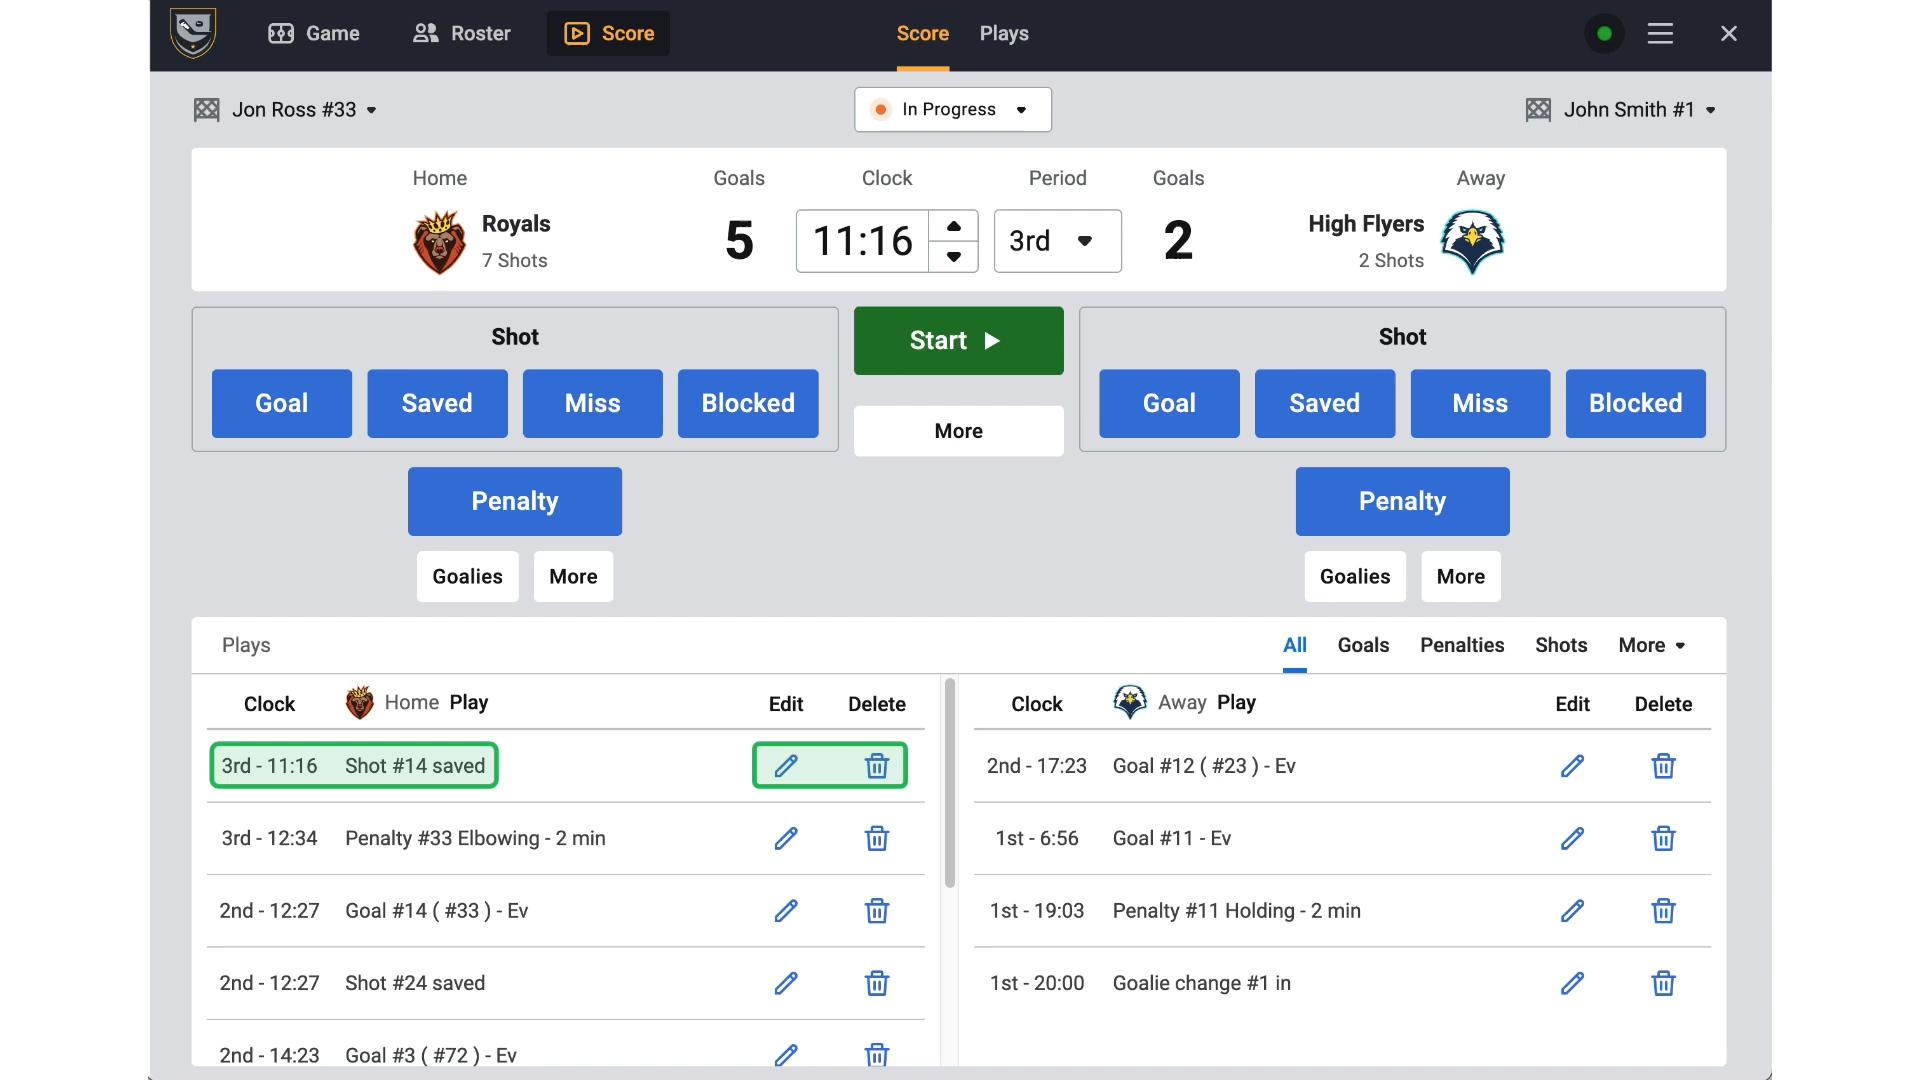 Game Roster Score Score Plays
Jon Ross #33 In Progress John Smith #1
Home Goals Clock Period Goals Away
Royals 5 11:16 3rd 2 High Flyers
7 Shots 2 Shots
Shot Start Shot
Goal Saved Miss Blocked Goal Saved Miss Blocked
More
Penalty Penalty
Goalies More Goalies More
Plays All Goals Penalties Shots More
Clock Home Play Edit Delete Clock Away Play Edit Delete
3rd - 11:16 Shot #14 saved 2nd - 17:23 Goal #12 ( #23 ) - Ev
3rd - 12:34 Penalty #33 Elbowing - 2 min 1st - 6:56 Goal #11 - Ev
2nd - 12:27 Goal #14 ( #33 ) - Ev 1st - 19:03 Penalty #11 Holding - 2 min
2nd - 12:27 Shot #24 saved 1st - 20:00 Goalie change #1 in
2nd - 14:23 Goal #3 ( #72 ) - Ev